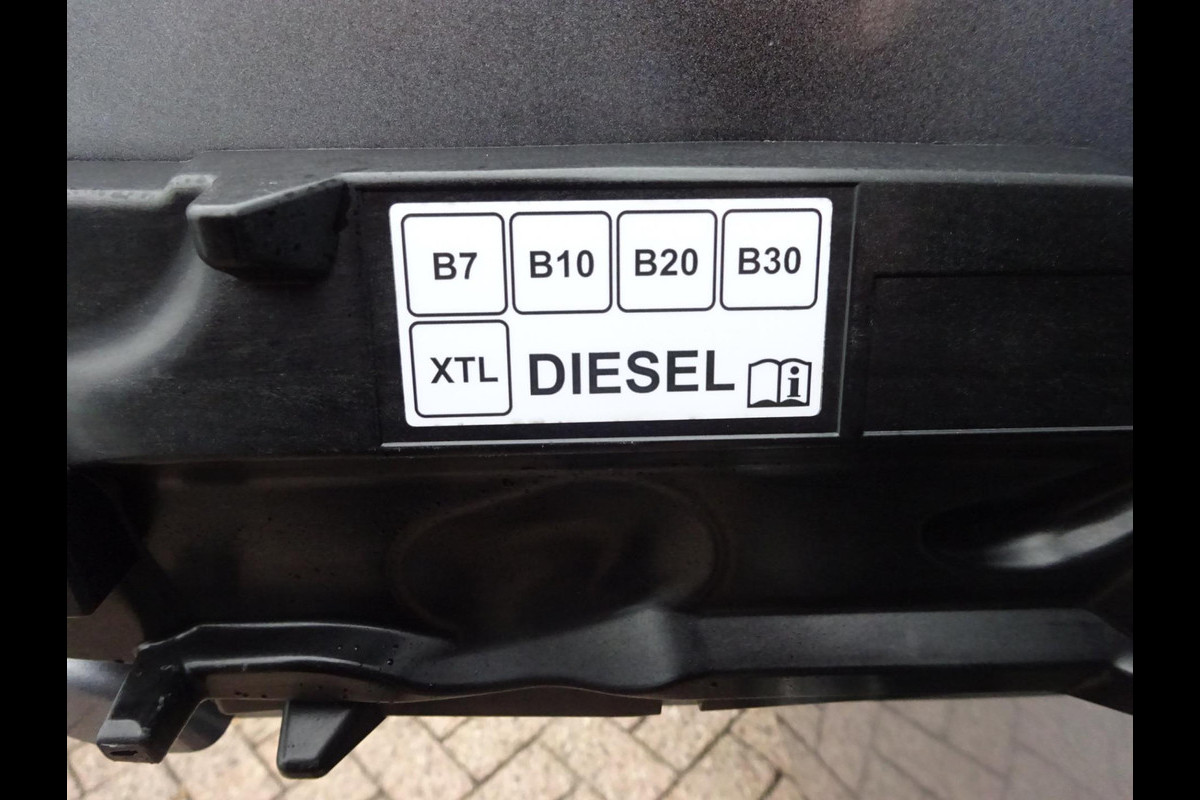 B7 B10 B20 B30
XTL DIESEL i